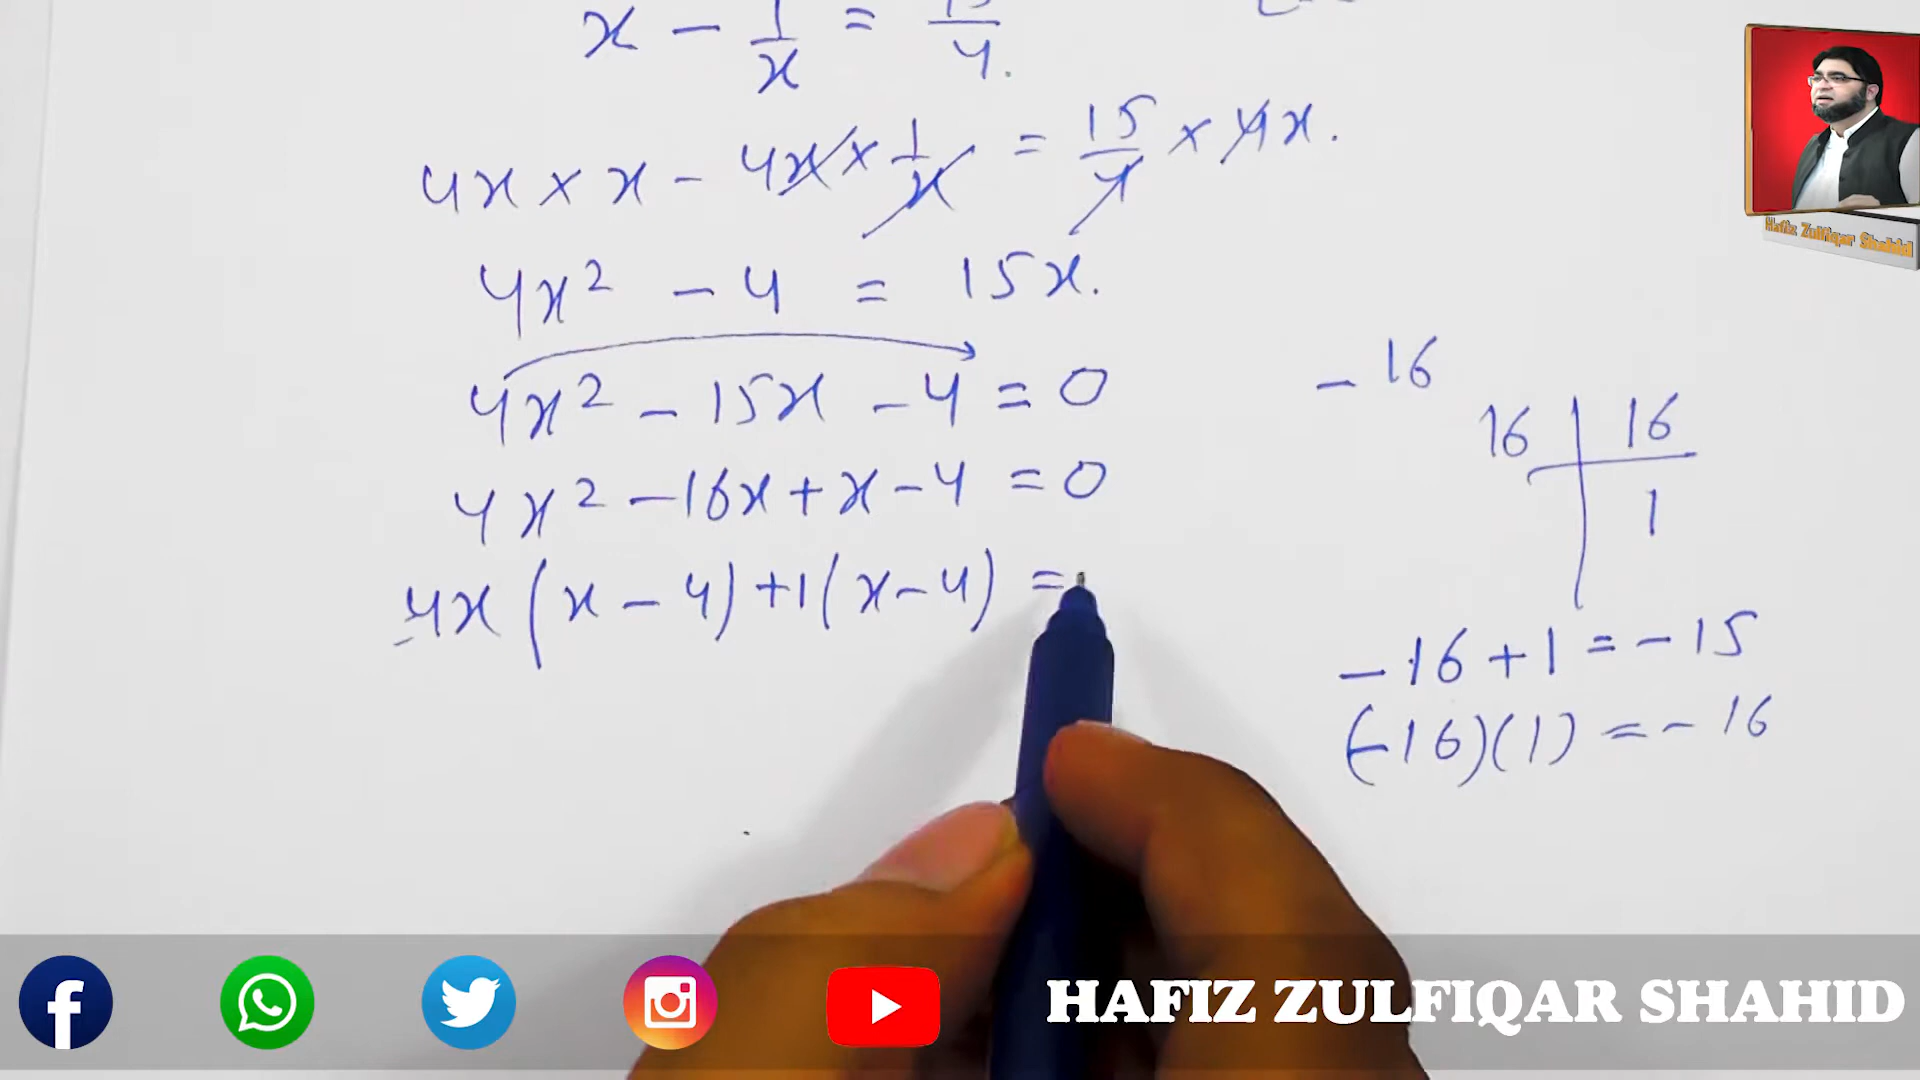 x - 1/x = 15/4.
4x × x - 4x × 1/x = 15/4 × 4x.
4x² - 4 = 15x.
4x² - 15x - 4 = 0
4x² - 16x + x - 4 = 0
4x(x - 4) + 1(x - 4) =
- 16
16 | 16
1
- 16 + 1 = - 15
(-16)(1) = - 16
Hafiz Zulfiqar Shahid
HAFIZ ZULFIQAR SHAHID